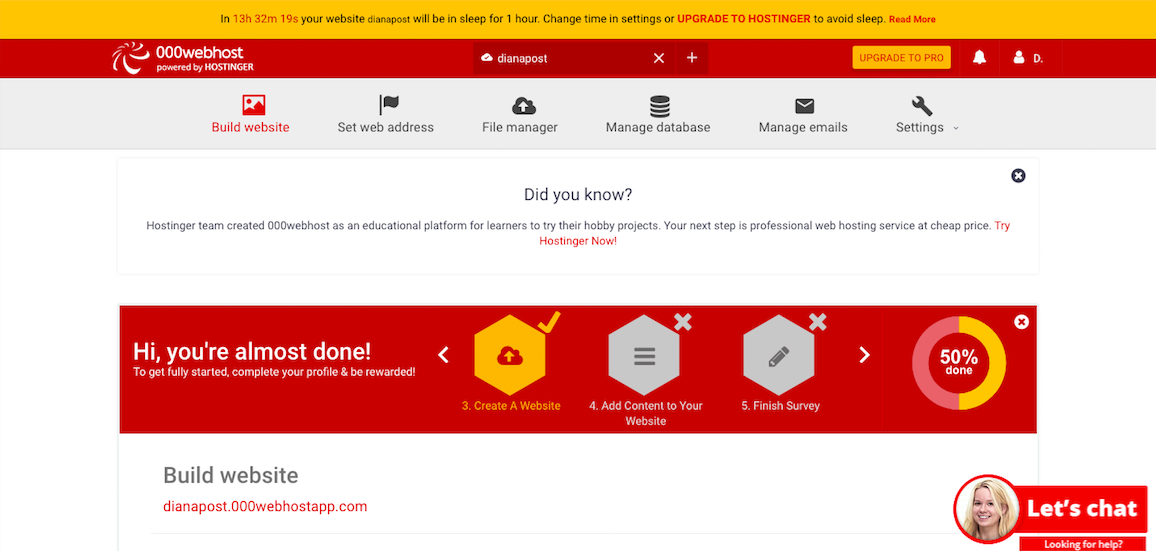 In 13h 32m 19s your website dianapost will be in sleep for 1 hour. Change time in settings or UPGRADE TO HOSTINGER to avoid sleep. Read More
000webhost
powered by HOSTINGER
dianapost
UPGRADE TO PRO
D.
Build website
Set web address
File manager
Manage database
Manage emails
Settings
Did you know?
Hostinger team created 000webhost as an educational platform for learners to try their hobby projects. Your next step is professional web hosting service at cheap price. Try
Hostinger Now!
Hi, you're almost done!
To get fully started, complete your profile & be rewarded!
3. Create A Website
4. Add Content to Your
Website
5. Finish Survey
50%
done
Build website
dianapost.000webhostapp.com
Let's chat
Looking for help?